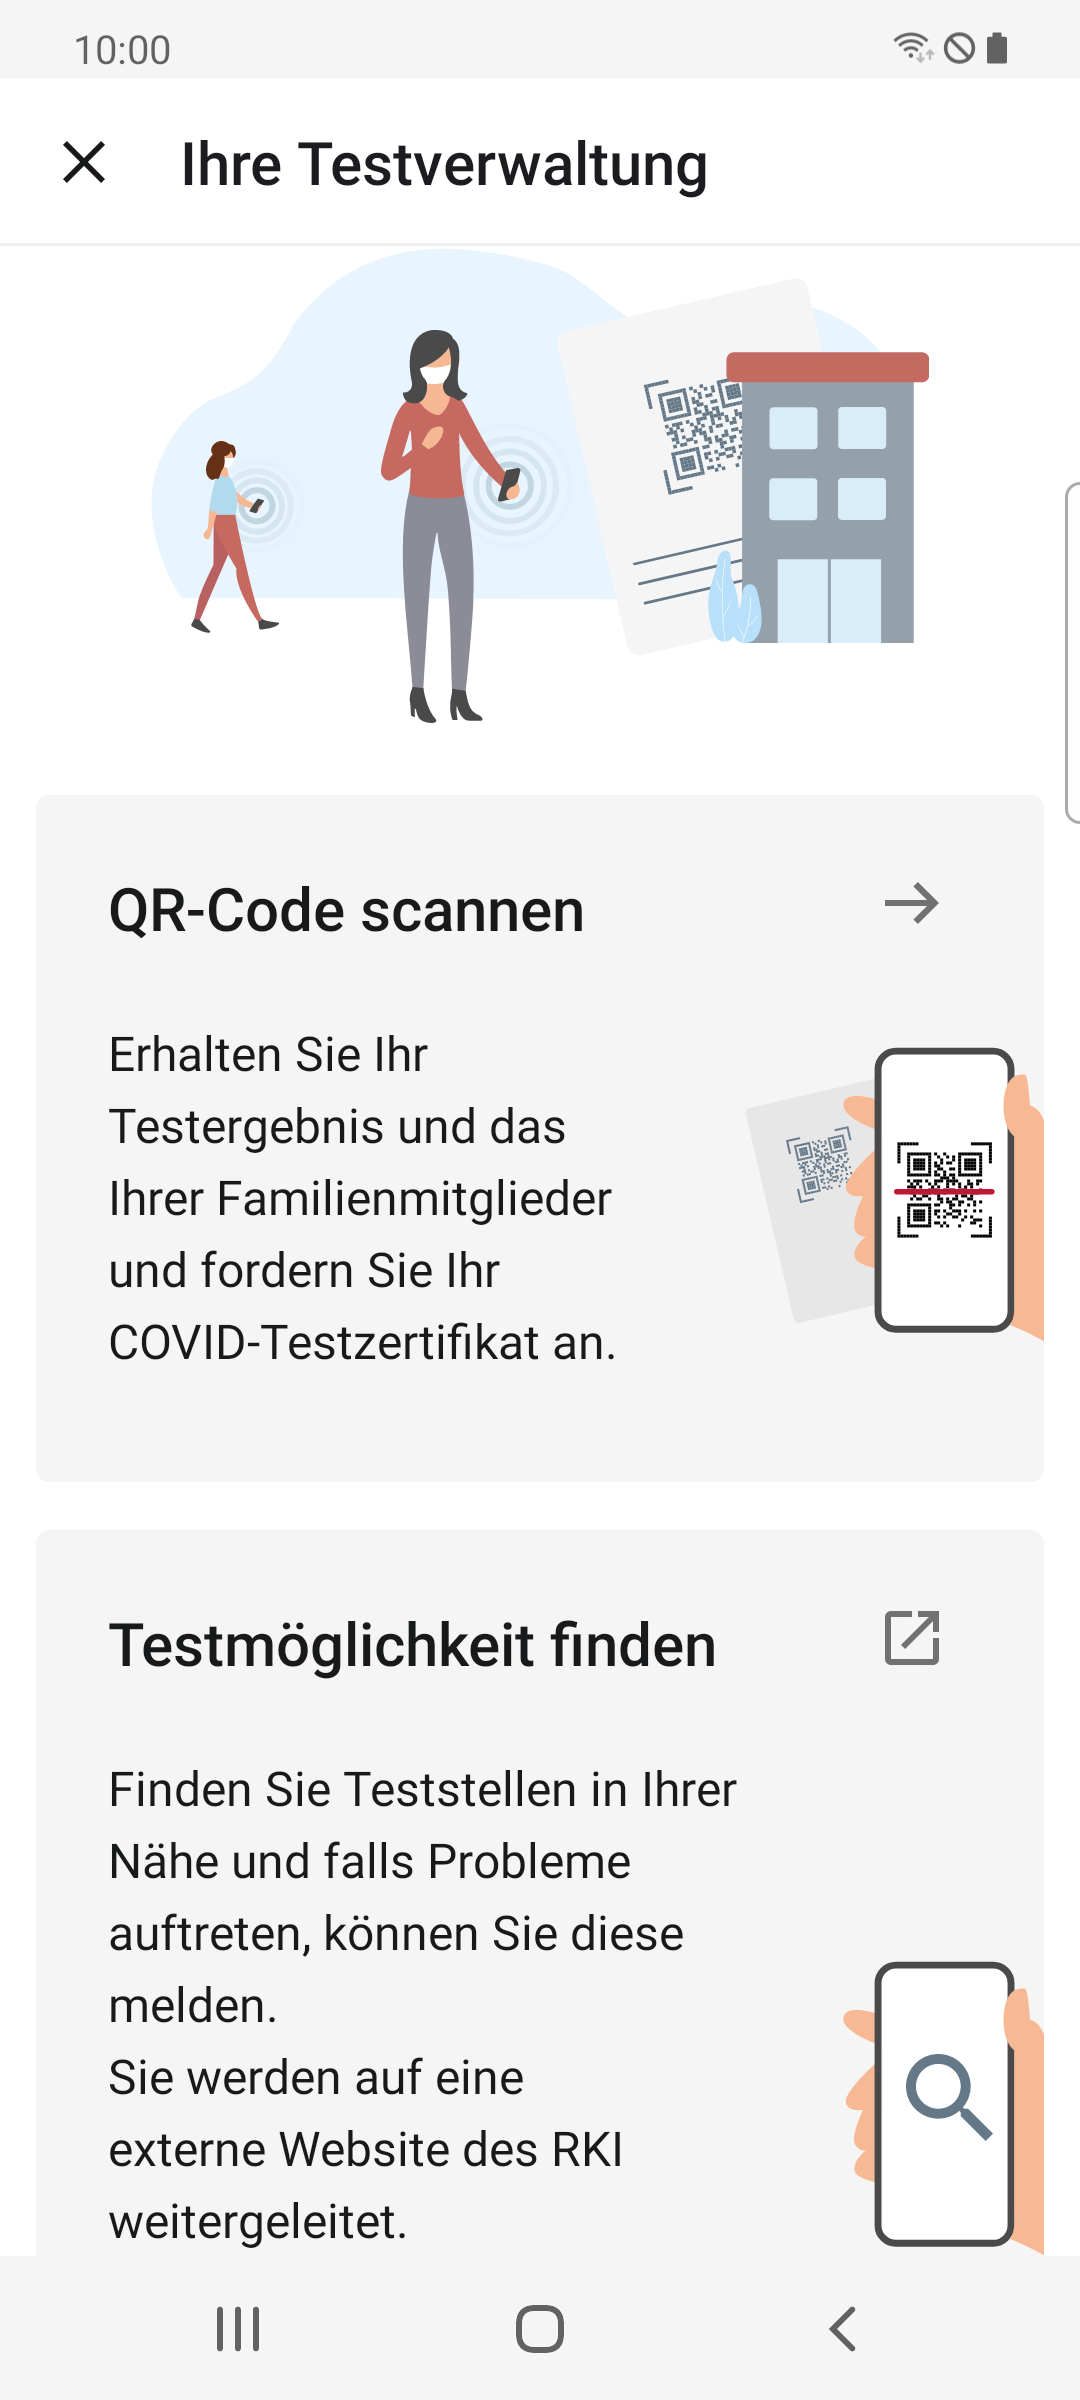 10:00
Ihre Testverwaltung
QR-Code scannen
Erhalten Sie Ihr
Testergebnis und das
Ihrer Familienmitglieder
und fordern Sie Ihr
COVID-Testzertifikat an.
Testmöglichkeit finden
Finden Sie Teststellen in Ihrer
Nähe und falls Probleme
auftreten, können Sie diese
melden.
Sie werden auf eine
externe Website des RKI
weitergeleitet.